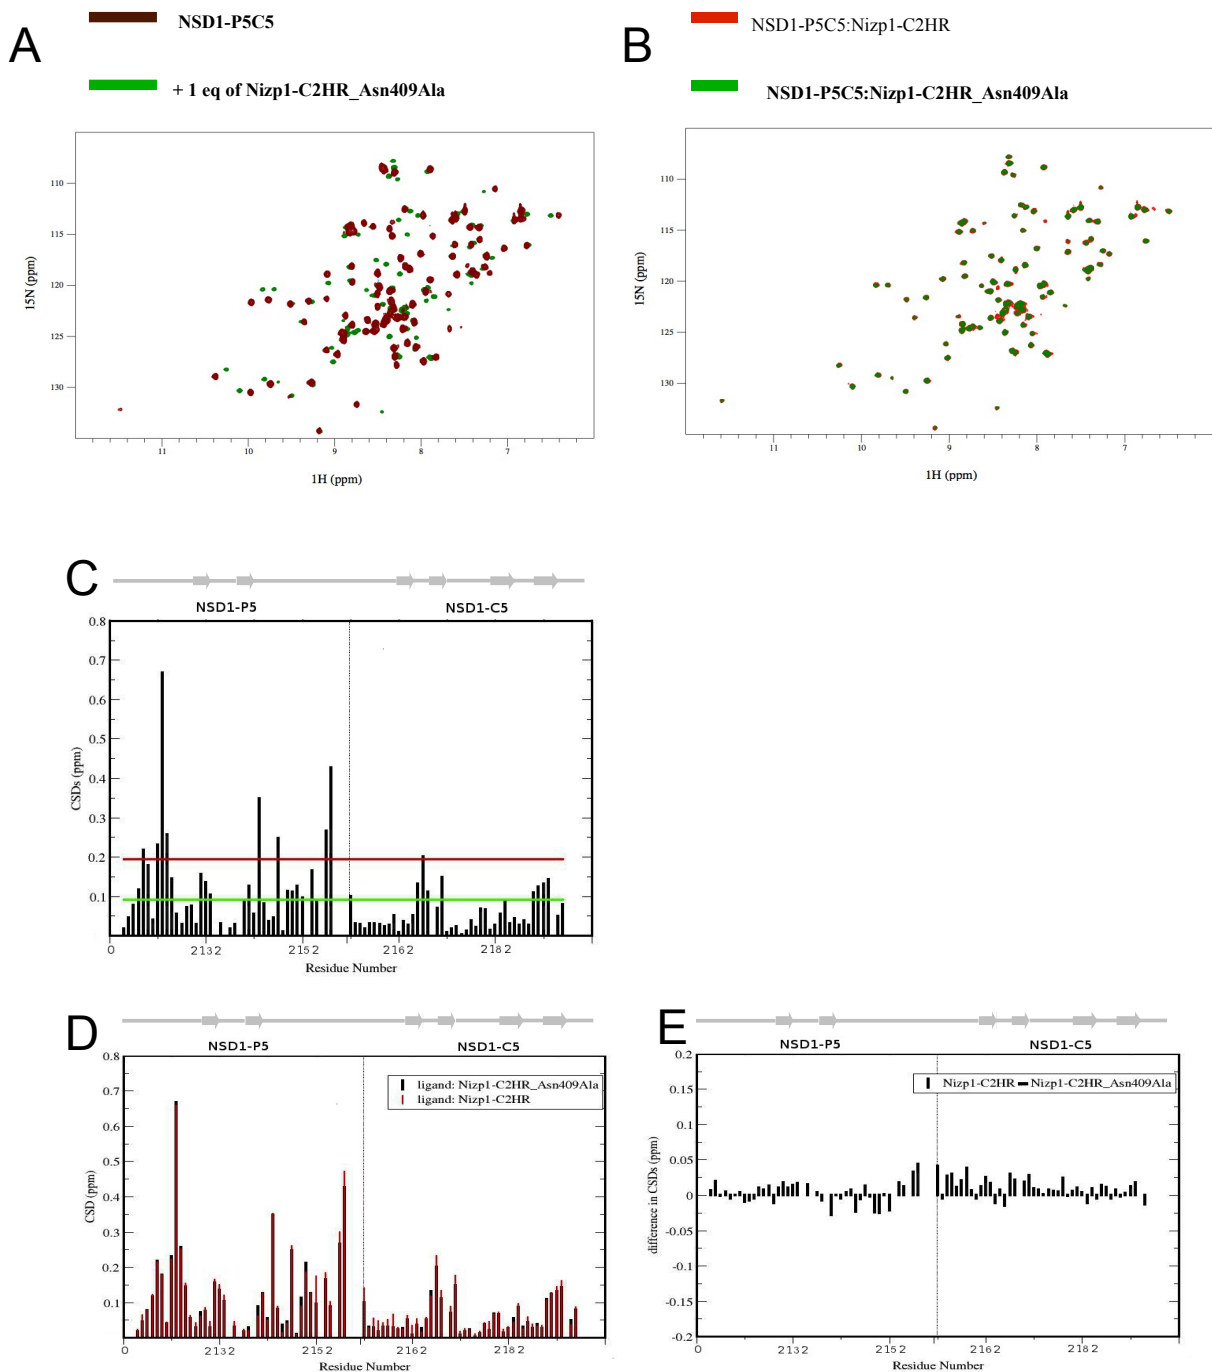 A
NSD1-P5C5
+ 1 eq of Nizp1-C2HR_Asn409Ala
110
115
120
125
130
15N (ppm)
11
10
9
8
7
1H (ppm)
B
NSD1-P5C5:Nizp1-C2HR
NSD1-P5C5:Nizp1-C2HR_Asn409Ala
110
115
120
125
130
15N (ppm)
11
10
9
8
7
1H (ppm)
C
NSD1-P5
NSD1-C5
0.8
0.7
0.6
0.5
0.4
0.3
0.2
0.1
CSDs (ppm)
0
2132
2152
2162
2182
Residue Number
D
NSD1-P5
NSD1-C5
0.8
0.7
0.6
0.5
0.4
0.3
0.2
0.1
CSD (ppm)
ligand: Nizp1-C2HR_Asn409Ala
ligand: Nizp1-C2HR
0
2132
2152
2162
2182
Residue Number
E
NSD1-P5
NSD1-C5
0.2
0.15
0.1
0.05
0
-0.05
-0.1
-0.15
-0.2
difference in CSDs (ppm)
Nizp1-C2HR
Nizp1-C2HR_Asn409Ala
0
2132
2152
2162
2182
Residue Number